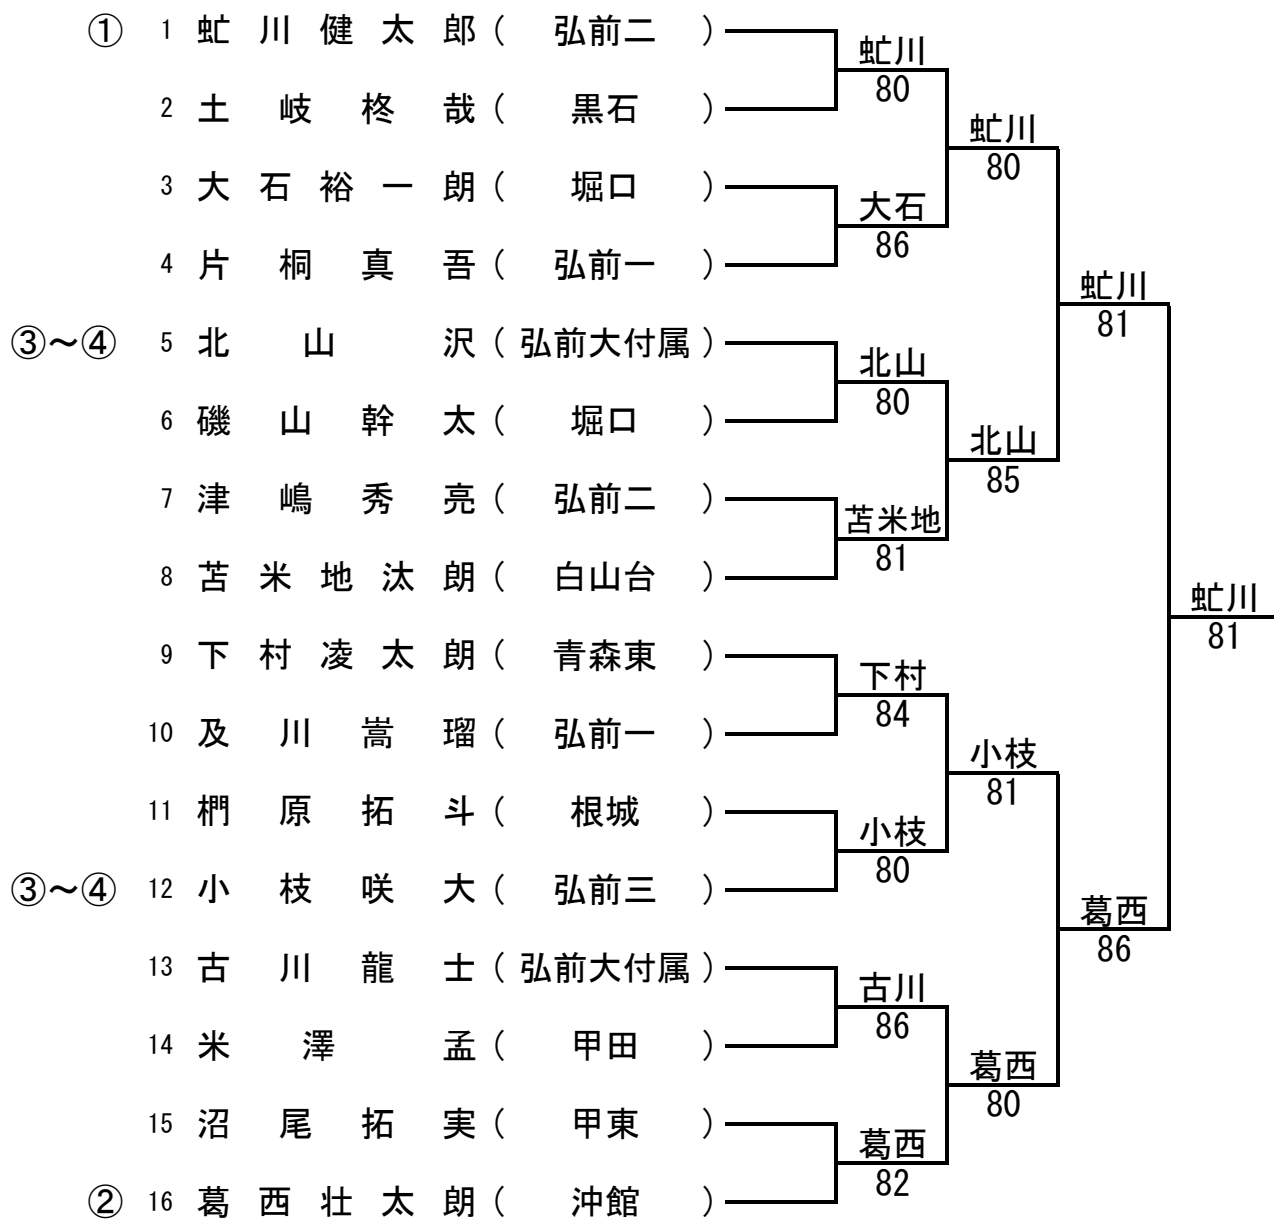 ① 1 虻川健太郎 ( 弘前二 )
虻川
80
2 土岐柊哉 ( 黒石 )
虻川
80
3 大石裕一朗 ( 堀口 )
大石
86
4 片桐真吾 ( 弘前一 )
虻川
81
③～④ 5 北山沢 ( 弘前大付属 )
北山
80
6 磯山幹太 ( 堀口 )
北山
85
7 津嶋秀亮 ( 弘前二 )
苫米地
81
8 苫米地汰朗 ( 白山台 )
虻川
81
9 下村凌太朗 ( 青森東 )
下村
84
10 及川嵩瑠 ( 弘前一 )
小枝
81
11 椚原拓斗 ( 根城 )
小枝
80
③～④ 12 小枝咲大 ( 弘前三 )
葛西
86
13 古川龍士 ( 弘前大付属 )
古川
86
14 米澤孟 ( 甲田 )
葛西
80
15 沼尾拓実 ( 甲東 )
葛西
82
② 16 葛西壮太朗 ( 沖館 )